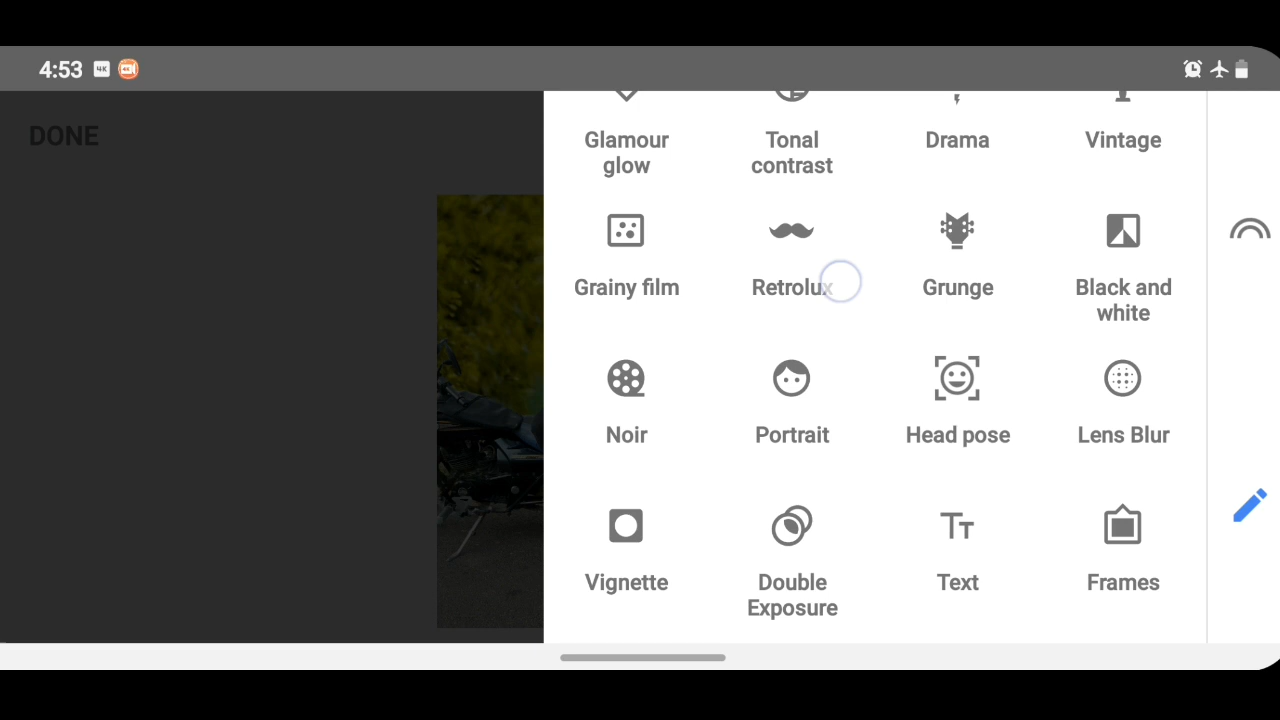 4:53 4K
DONE
Glamour glow
Tonal contrast
Drama
Vintage
Grainy film
Retrolux
Grunge
Black and white
Noir
Portrait
Head pose
Lens Blur
Vignette
Double Exposure
Text
Frames